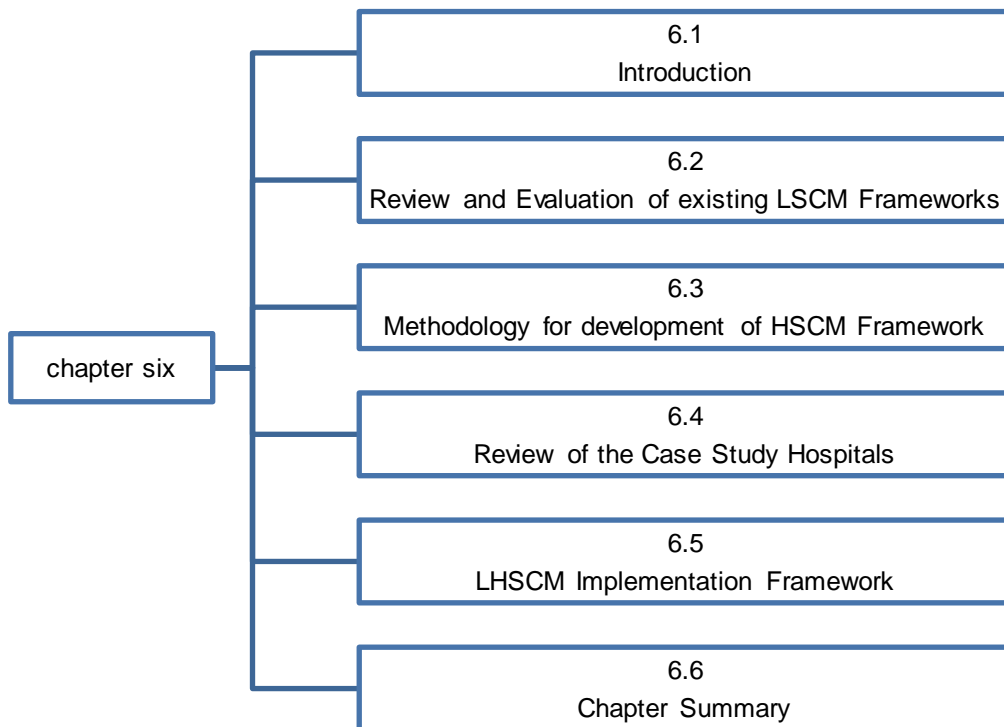 6.1
Introduction
6.2
Review and Evaluation of existing LSCM Frameworks
6.3
Methodology for development of HSCM Framework
chapter six
6.4
Review of the Case Study Hospitals
6.5
LHSCM Implementation Framework
6.6
Chapter Summary